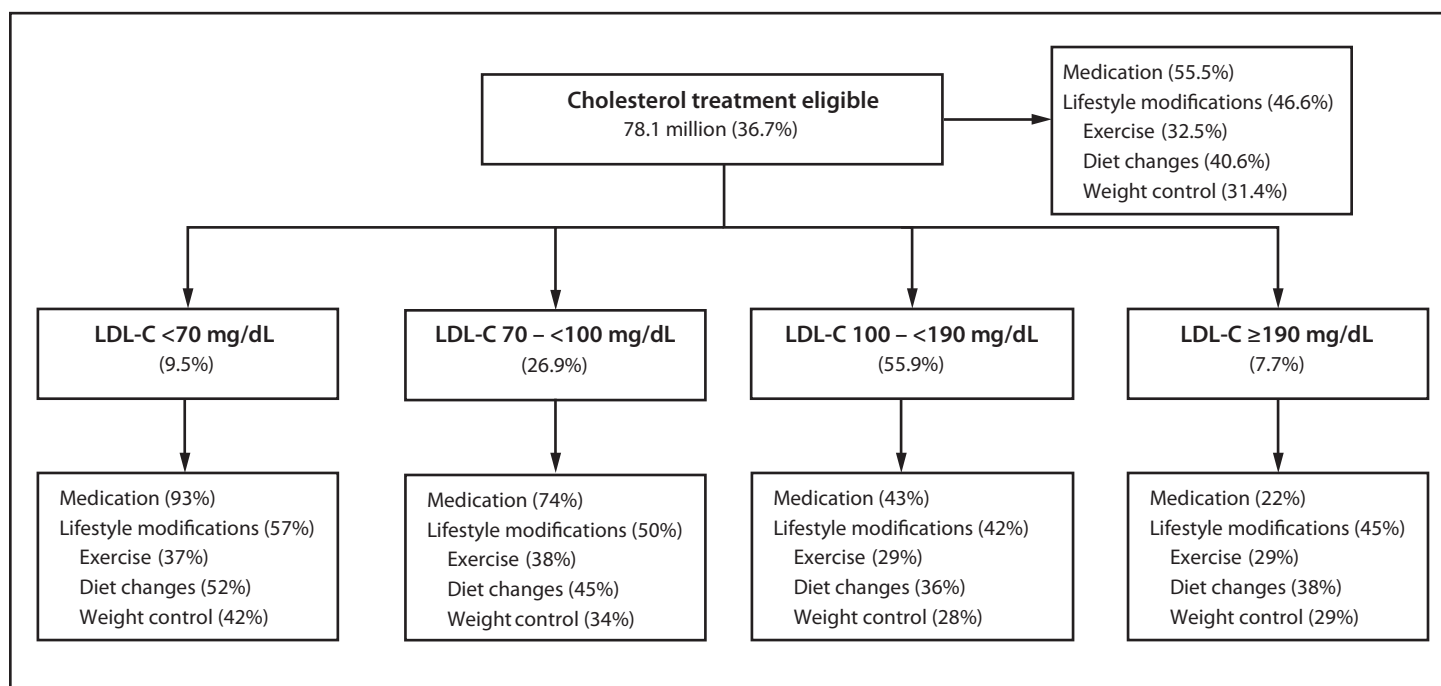 Cholesterol treatment eligible
78.1 million (36.7%)
Medication (55.5%)
Lifestyle modifications (46.6%)
Exercise (32.5%)
Diet changes (40.6%)
Weight control (31.4%)
LDL-C <70 mg/dL
(9.5%)
LDL-C 70 – <100 mg/dL
(26.9%)
LDL-C 100 – <190 mg/dL
(55.9%)
LDL-C ≥190 mg/dL
(7.7%)
Medication (93%)
Lifestyle modifications (57%)
Exercise (37%)
Diet changes (52%)
Weight control (42%)
Medication (74%)
Lifestyle modifications (50%)
Exercise (38%)
Diet changes (45%)
Weight control (34%)
Medication (43%)
Lifestyle modifications (42%)
Exercise (29%)
Diet changes (36%)
Weight control (28%)
Medication (22%)
Lifestyle modifications (45%)
Exercise (29%)
Diet changes (38%)
Weight control (29%)